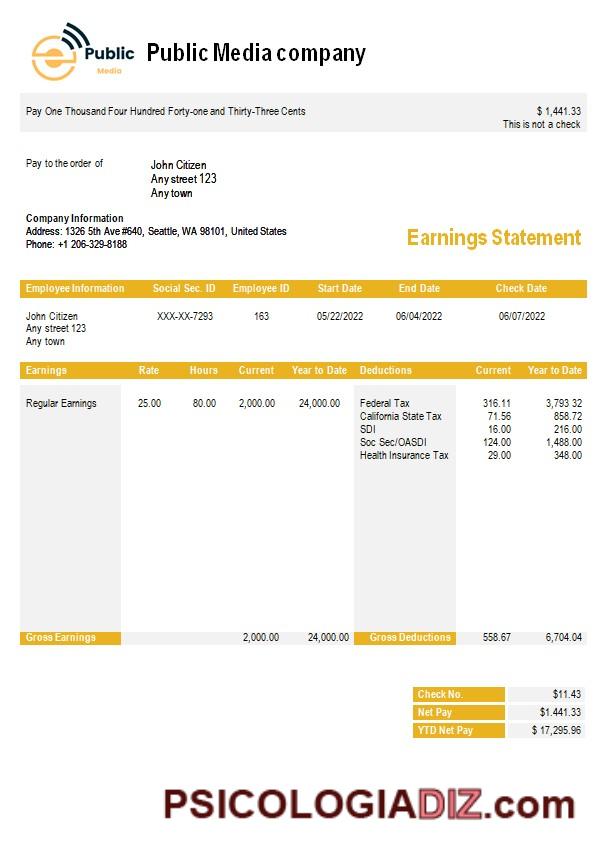 Public
Media
Public Media company
Pay One Thousand Four Hundred Forty-one and Thirty-Three Cents $ 1,441.33
This is not a check
Pay to the order of John Citizen
Any street 123
Any town
Company Information
Address: 1326 5th Ave #640, Seattle, WA 98101, United States
Phone: +1 206-329-8188
Earnings Statement
Employee Information Social Sec. ID Employee ID Start Date End Date Check Date
John Citizen XXX-XX-7293 163 05/22/2022 06/04/2022 06/07/2022
Any street 123
Any town
Earnings Rate Hours Current Year to Date Deductions Current Year to Date
Regular Earnings 25.00 80.00 2,000.00 24,000.00 Federal Tax 316.11 3,793 32
California State Tax 71.56 858.72
SDI 16.00 216.00
Soc Sec/OASDI 124.00 1,488.00
Health Insurance Tax 29.00 348.00
Gross Earnings 2,000.00 24,000.00 Gross Deductions 558.67 6,704.04
Check No. $11.43
Net Pay $1.441.33
YTD Net Pay $ 17,295.96
PSICOLOGIADIZ.com